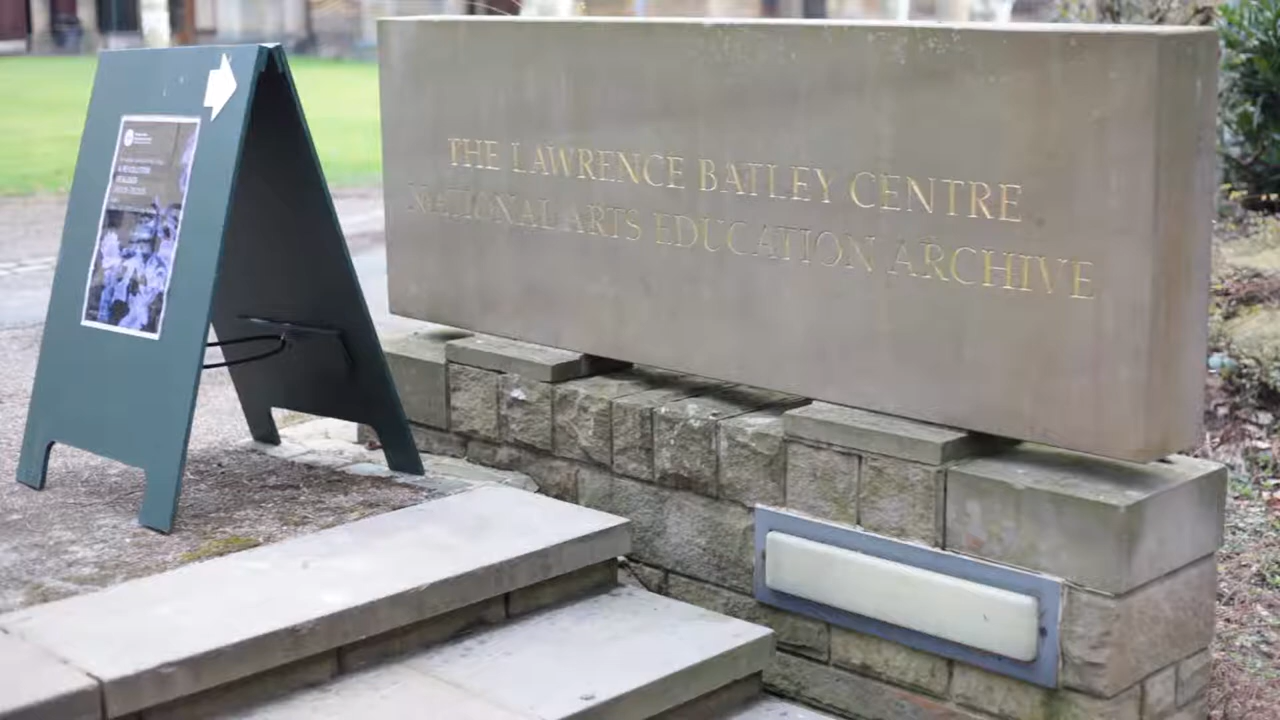 THE LAWRENCE BATLEY CENTRE
NATIONAL ARTS EDUCATION ARCHIVE